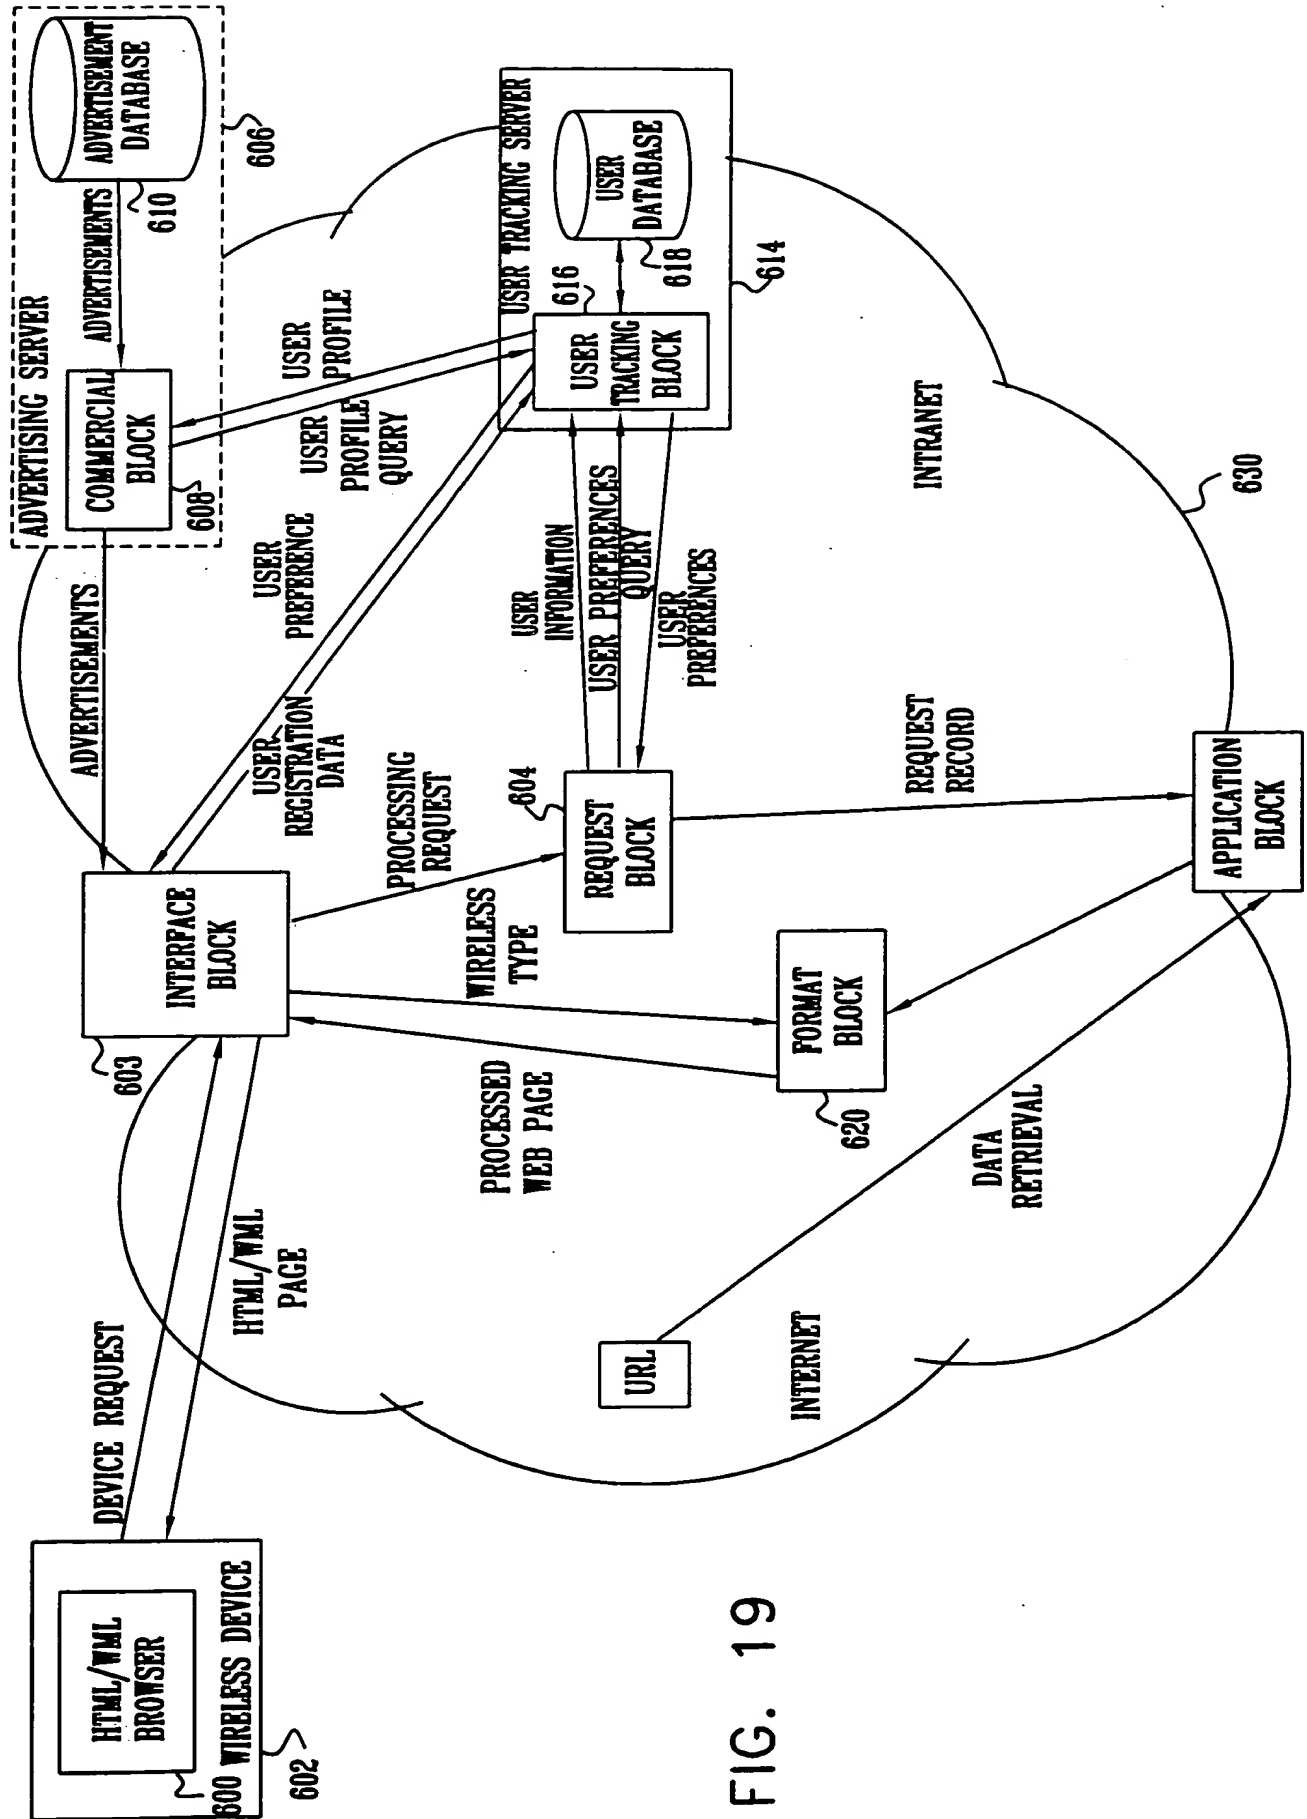 HTML/WML
BROWSER
600
WIRELESS DEVICE
602
DEVICE REQUEST
HTML/WML
PAGE
INTERFACE
BLOCK
603
ADVERTISEMENTS
ADVERTISING SERVER
COMMERCIAL
BLOCK
608
ADVERTISEMENTS
ADVERTISEMENT
DATABASE
610
606
USER
REGISTRATION
DATA
USER
PREFERENCE
USER
PROFILE
QUERY
USER
PROFILE
USER TRACKING SERVER
USER
TRACKING
BLOCK
616
USER
DATABASE
618
614
PROCESSING
REQUEST
WIRELESS
TYPE
PROCESSED
WEB PAGE
REQUEST
BLOCK
604
USER
INFORMATION
USER PREFERENCES
QUERY
USER
PREFERENCES
FORMAT
BLOCK
620
REQUEST
RECORD
URL
DATA
RETRIEVAL
APPLICATION
BLOCK
INTERNET
INTRANET
630
FIG. 19